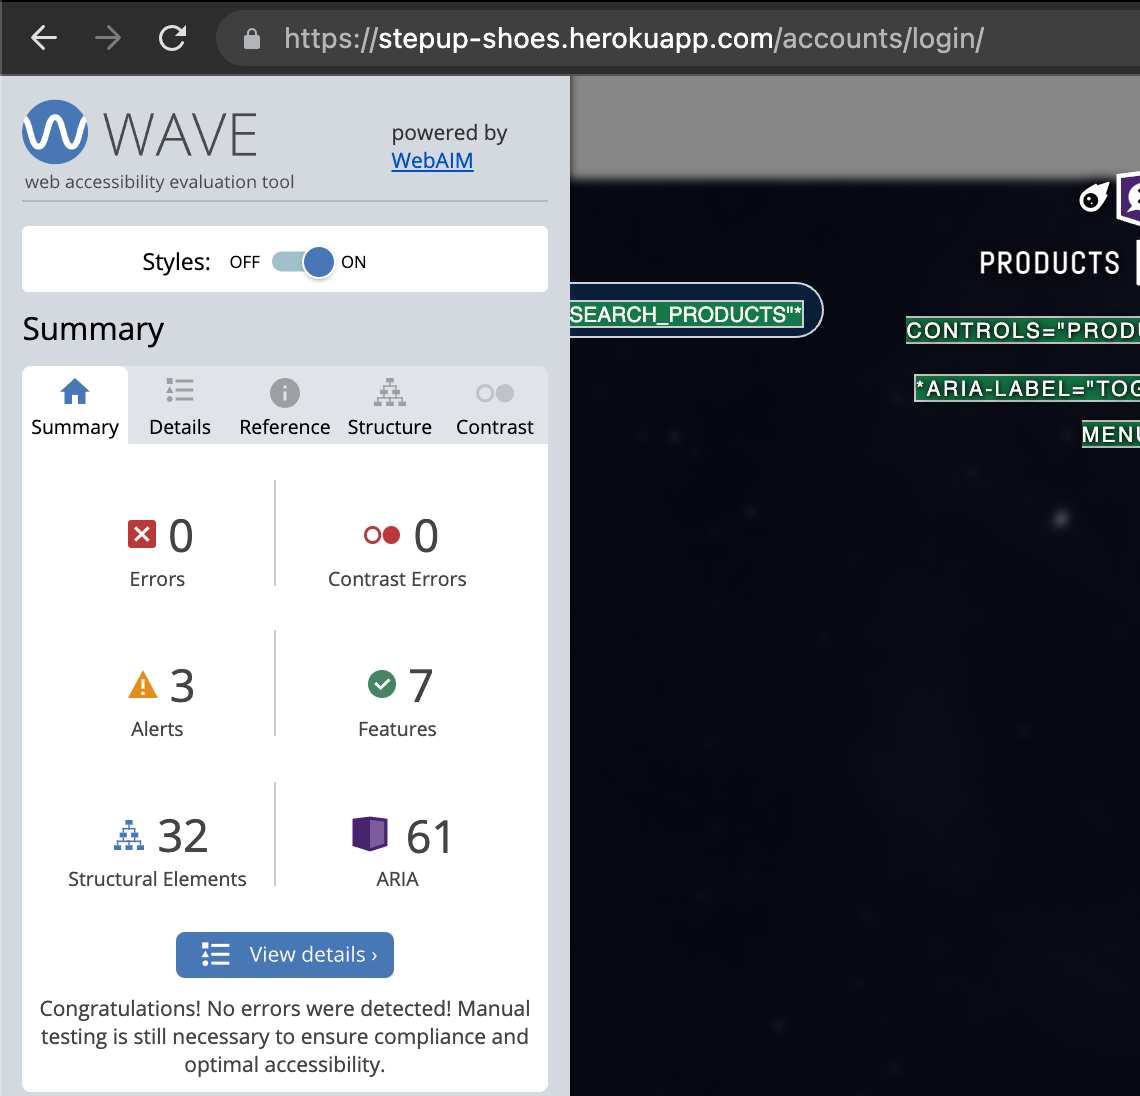 https://stepup-shoes.herokuapp.com/accounts/login/
WAVE
powered by
WebAIM
web accessibility evaluation tool
Styles: OFF ON
Summary
Summary Details Reference Structure Contrast
0 0
Errors Contrast Errors
3 7
Alerts Features
32 61
Structural Elements ARIA
View details ›
Congratulations! No errors were detected! Manual
testing is still necessary to ensure compliance and
optimal accessibility.
PRODUCTS
SEARCH_PRODUCTS"*
CONTROLS="PRODU
*ARIA-LABEL="TOG
MENU